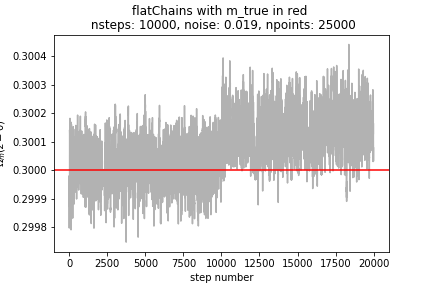 flatChains with m_true in red
nsteps: 10000, noise: 0.019, npoints: 25000
0.3004
0.3003
0.3002
0.3001
0.3000
0.2999
0.2998
0 2500 5000 7500 10000 12500 15000 17500 20000
step number